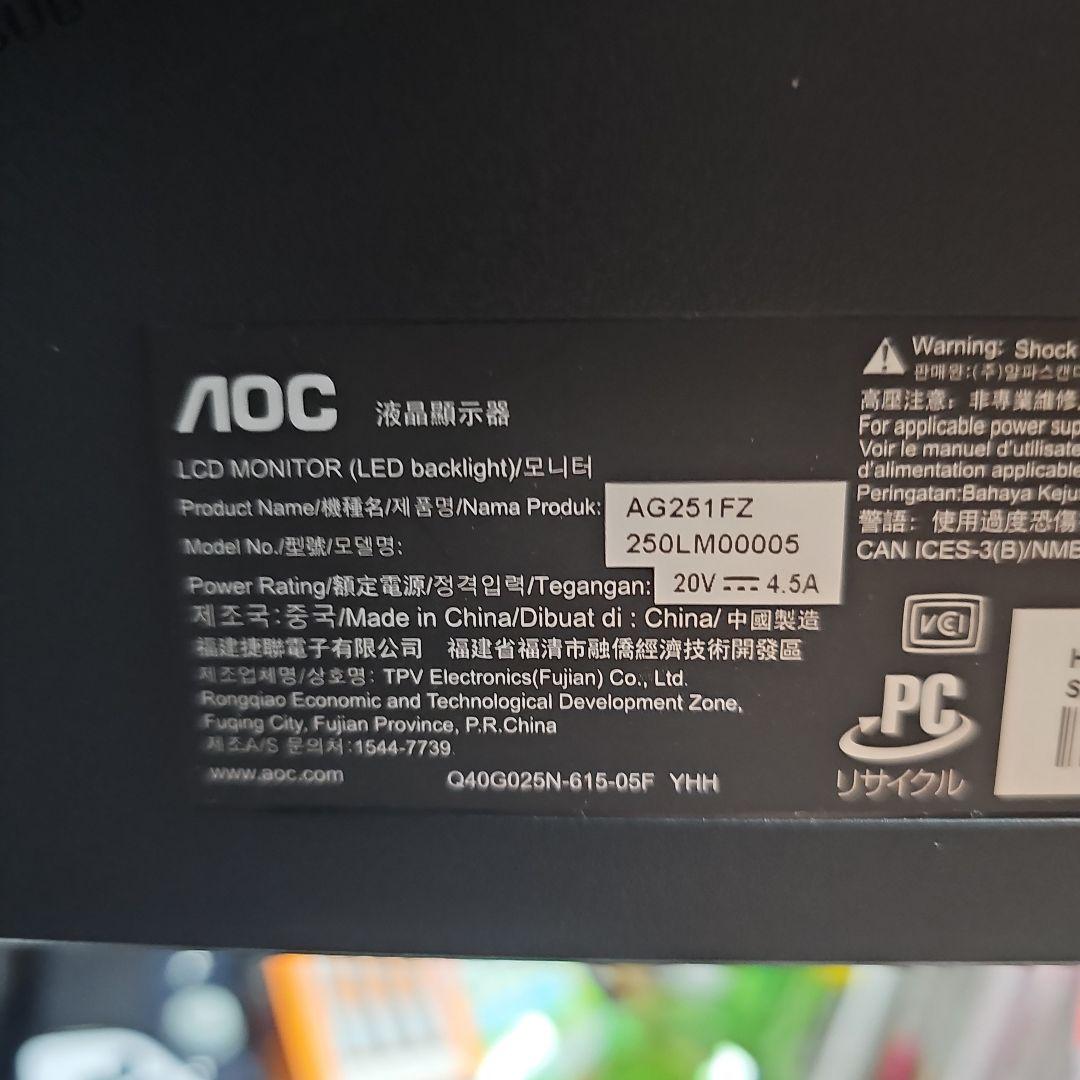 AOC 液晶顯示器
LCD MONITOR (LED backlight)/모니터
Product Name/機種名/제품명/Nama Produk: AG251FZ
Model No./型號/모델명: 250LM00005
Power Rating/額定電源/정격입력/Tegangan: 20V ⎓ 4.5A
제조국:중국/Made in China/Dibuat di : China/ 中國製造
福建捷聯電子有限公司 福建省福清市融僑經濟技術開發區
제조업체명/상호명: TPV Electronics(Fujian) Co., Ltd.
Rongqiao Economic and Technological Development Zone,
Fuqing City, Fujian Province, P.R.China
제조A/S 문의처:1544-7739
www.aoc.com Q40G025N-615-05F YHH
Warning: Shock
판매원:(주)알파스캔
高壓注意: 非專業維修
For applicable power sup
Voir le manuel d'utilisate
d'alimentation applicable
Peringatan:Bahaya Keju
警語: 使用過度恐傷
CAN ICES-3(B)/NMB
VCCI
PC
リサイクル
H
S